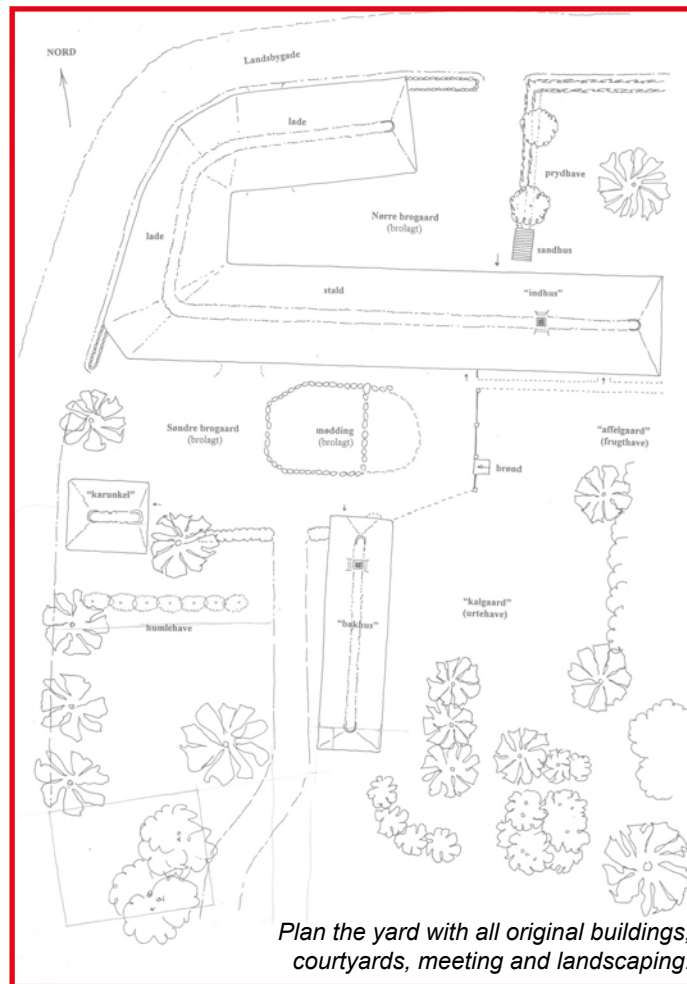 NORD
Landsbygade
lade
prydhave
Nørre brogaard
(brolagt)
lade
sandhus
stald
"indhus"
Søndre brogaard
(brolagt)
mødding
(brolagt)
"affelgaard"
(frugthave)
brønd
"karunkel"
"kalgaard"
(urtehave)
"bakhus"
humlehave
Plan the yard with all original buildings,
courtyards, meeting and landscaping.